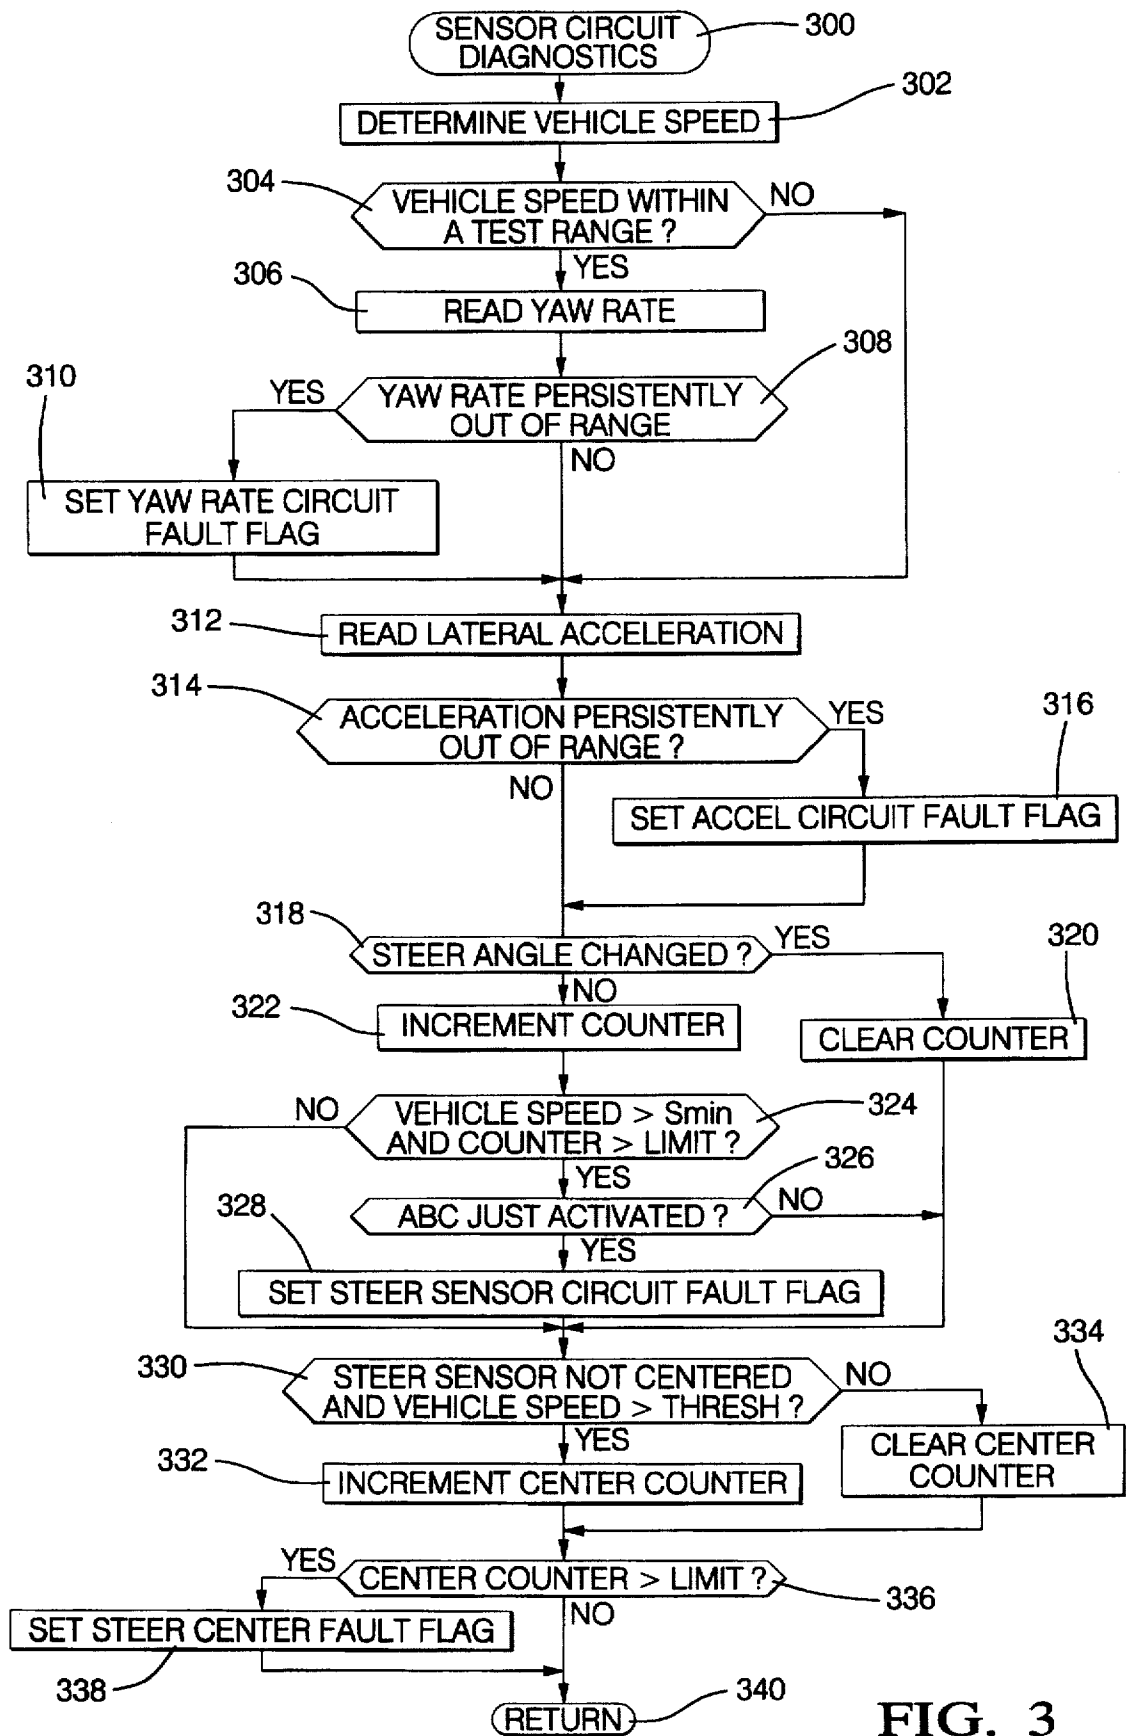 SENSOR CIRCUIT
DIAGNOSTICS
300
302
DETERMINE VEHICLE SPEED
304
VEHICLE SPEED WITHIN
A TEST RANGE ?
NO
YES
306
READ YAW RATE
308
310
YES
YAW RATE PERSISTENTLY
OUT OF RANGE
NO
SET YAW RATE CIRCUIT
FAULT FLAG
312
READ LATERAL ACCELERATION
314
ACCELERATION PERSISTENTLY
OUT OF RANGE ?
YES
316
NO
SET ACCEL CIRCUIT FAULT FLAG
318
STEER ANGLE CHANGED ?
YES
320
NO
322
INCREMENT COUNTER
CLEAR COUNTER
NO
VEHICLE SPEED > Smin
AND COUNTER > LIMIT ?
324
YES
326
328
ABC JUST ACTIVATED ?
NO
YES
SET STEER SENSOR CIRCUIT FAULT FLAG
330
STEER SENSOR NOT CENTERED
AND VEHICLE SPEED > THRESH ?
NO
334
YES
332
INCREMENT CENTER COUNTER
CLEAR CENTER
COUNTER
YES
CENTER COUNTER > LIMIT ?
336
NO
SET STEER CENTER FAULT FLAG
338
RETURN
340
FIG. 3